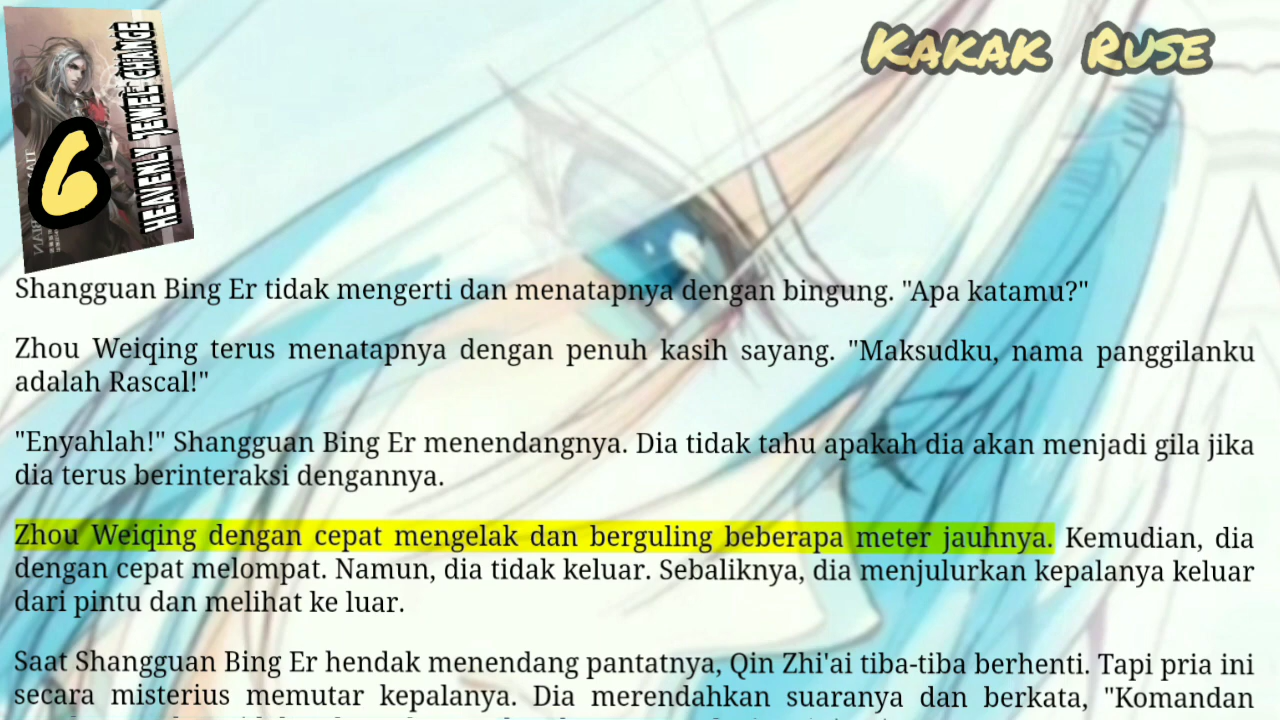 Kakak Ruse
HEAVENLY JEWEL CHANGE
6
Shangguan Bing Er tidak mengerti dan menatapnya dengan bingung. "Apa katamu?"
Zhou Weiqing terus menatapnya dengan penuh kasih sayang. "Maksudku, nama panggilanku
adalah Rascal!"
"Enyahlah!" Shangguan Bing Er menendangnya. Dia tidak tahu apakah dia akan menjadi gila jika
dia terus berinteraksi dengannya.
Zhou Weiqing dengan cepat mengelak dan berguling beberapa meter jauhnya. Kemudian, dia
dengan cepat melompat. Namun, dia tidak keluar. Sebaliknya, dia menjulurkan kepalanya keluar
dari pintu dan melihat ke luar.
Saat Shangguan Bing Er hendak menendang pantatnya, Qin Zhi'ai tiba-tiba berhenti. Tapi pria ini
secara misterius memutar kepalanya. Dia merendahkan suaranya dan berkata, "Komandan